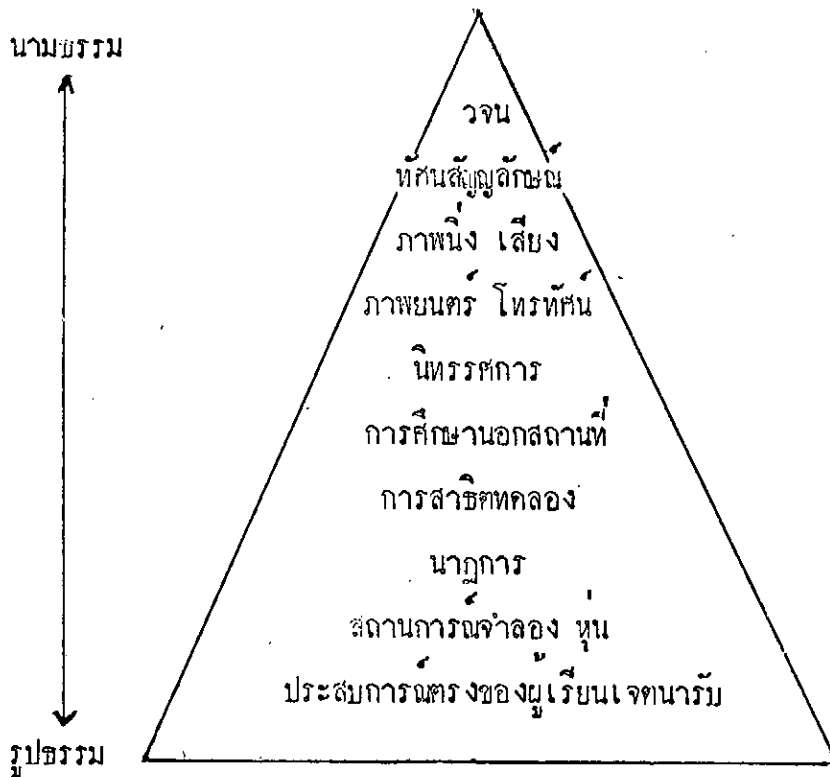 นามธรรม
วจน
ทัศนสัญญลักษณ์
ภาพนิ่ง เสียง
ภาพยนตร์ โทรทัศน์
นิทรรศการ
การศึกษานอกสถานที่
การสาธิตทดลอง
นาฏการ
สถานการณ์จำลอง หุ่น
ประสบการณ์ตรงของผู้เรียนเจตนารับ
รูปธรรม